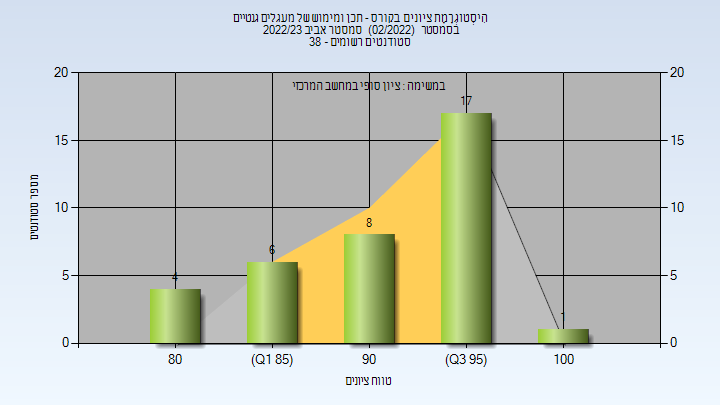 היסטוגרמת ציונים בקורס - תכן ומימוש של מעגלים גנטיים
בסמסטר (02/2022) סמסטר אביב 2022/23
סטודנטים רשומים - 38
במשימה : ציון סופי במחשב המרכזי
מספר סטודנטים
20
15
10
5
0
20
15
10
5
0
4
6
8
17
1
80
(Q1 85)
90
(Q3 95)
100
טווח ציונים